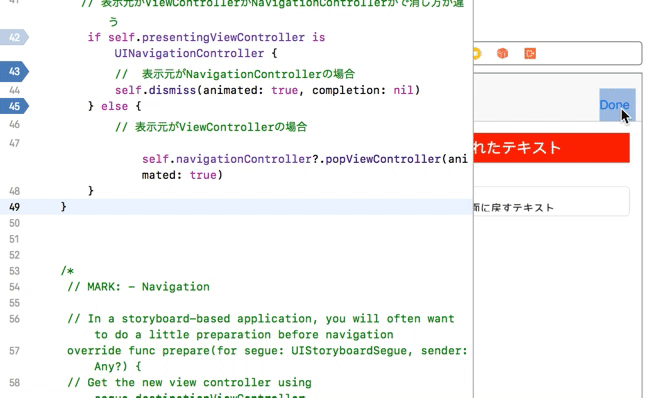 // 表示元がViewControllerかNavigationControllerかで消し方が違
う
42 if self.presentingViewController is
UINavigationController {
43 //  表示元がNavigationControllerの場合
44 self.dismiss(animated: true, completion: nil)
45 } else {
46 // 表示元がViewControllerの場合
47
self.navigationController?.popViewController(ani
mated: true)
48 }
49 }
50
51
52
53 /*
54 // MARK: - Navigation
55
56 // In a storyboard-based application, you will often want
to do a little preparation before navigation
57 override func prepare(for segue: UIStoryboardSegue, sender:
Any?) {
58 // Get the new view controller using
segue.destinationViewController
Done
れたテキスト
面に戻すテキスト